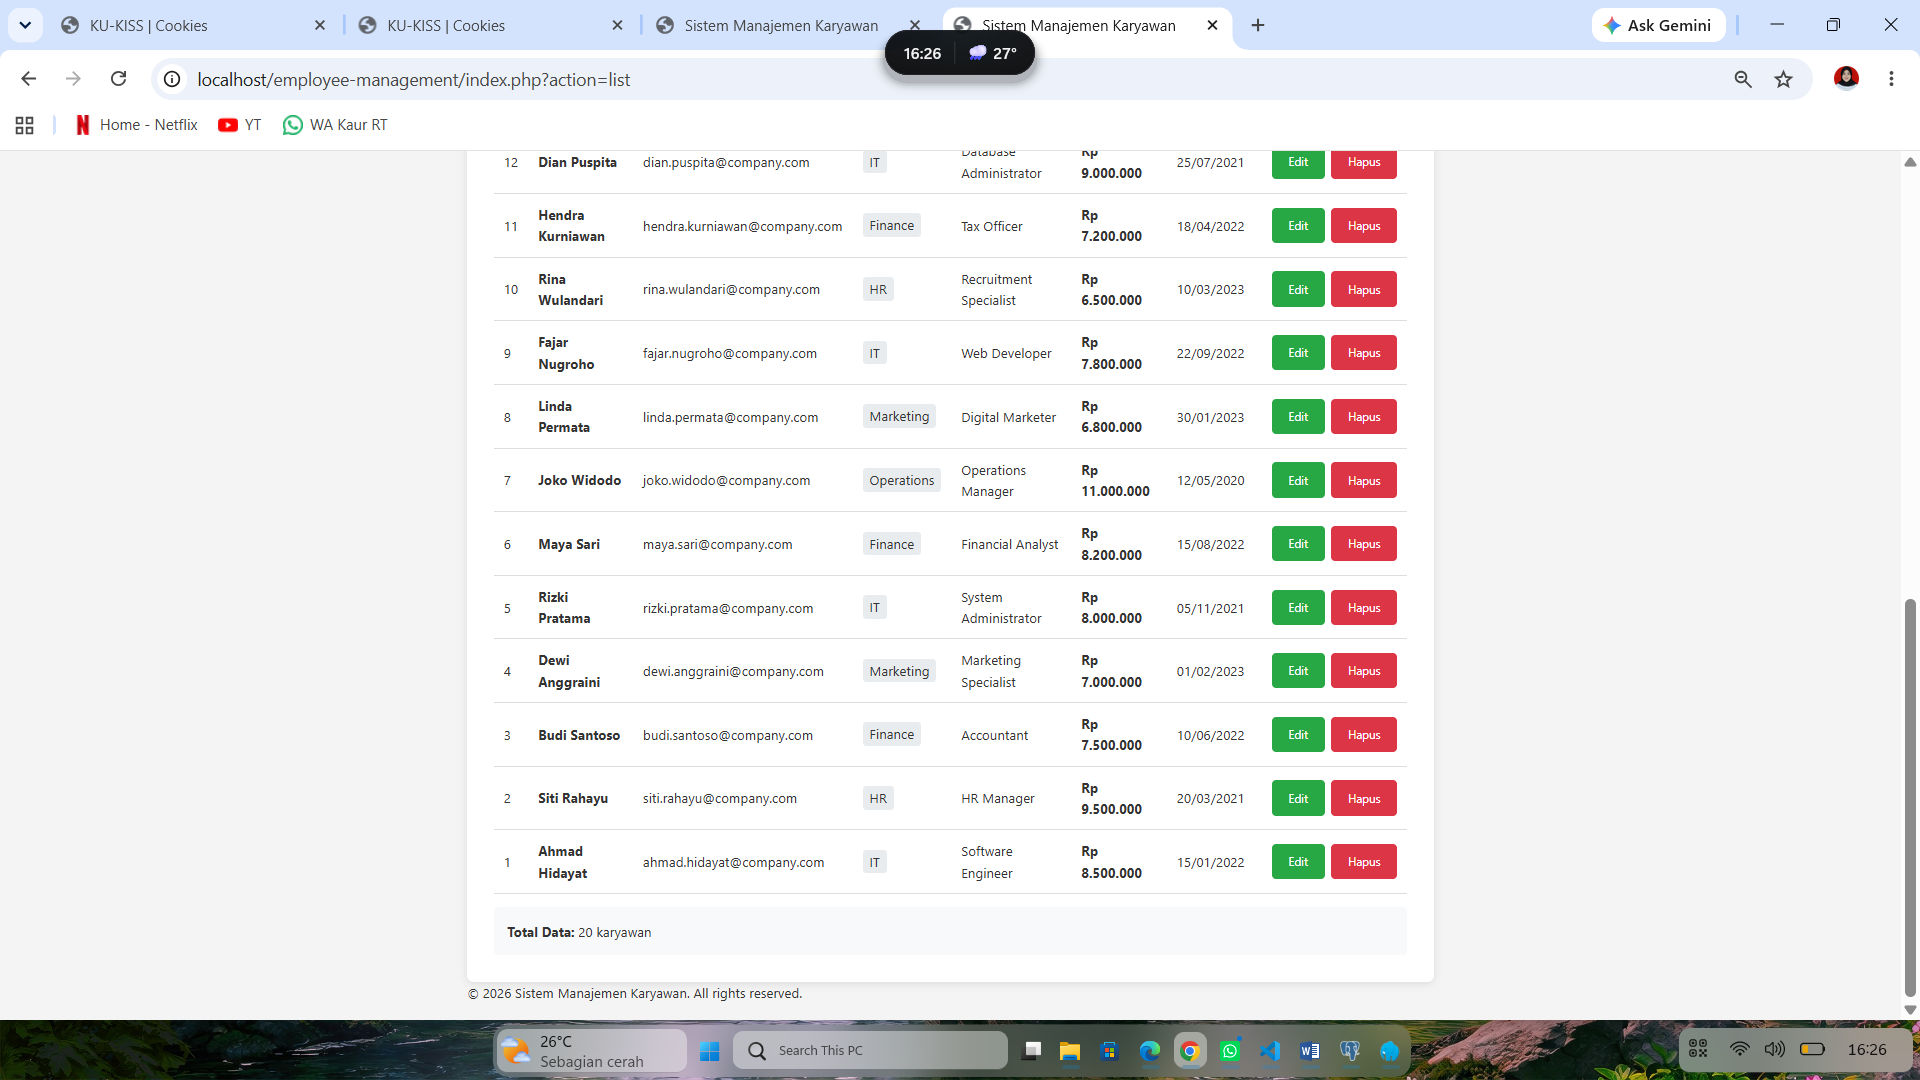 KU-KISS | Cookies
KU-KISS | Cookies
Sistem Manajemen Karyawan
Sistem Manajemen Karyawan
Ask Gemini
16:26 27°
localhost/employee-management/index.php?action=list
Home - Netflix
YT
WA Kaur RT
12 Dian Puspita dian.puspita@company.com IT Database Administrator Rp 9.000.000 25/07/2021 Edit Hapus
11 Hendra Kurniawan hendra.kurniawan@company.com Finance Tax Officer Rp 7.200.000 18/04/2022 Edit Hapus
10 Rina Wulandari rina.wulandari@company.com HR Recruitment Specialist Rp 6.500.000 10/03/2023 Edit Hapus
9 Fajar Nugroho fajar.nugroho@company.com IT Web Developer Rp 7.800.000 22/09/2022 Edit Hapus
8 Linda Permata linda.permata@company.com Marketing Digital Marketer Rp 6.800.000 30/01/2023 Edit Hapus
7 Joko Widodo joko.widodo@company.com Operations Operations Manager Rp 11.000.000 12/05/2020 Edit Hapus
6 Maya Sari maya.sari@company.com Finance Financial Analyst Rp 8.200.000 15/08/2022 Edit Hapus
5 Rizki Pratama rizki.pratama@company.com IT System Administrator Rp 8.000.000 05/11/2021 Edit Hapus
4 Dewi Anggraini dewi.anggraini@company.com Marketing Marketing Specialist Rp 7.000.000 01/02/2023 Edit Hapus
3 Budi Santoso budi.santoso@company.com Finance Accountant Rp 7.500.000 10/06/2022 Edit Hapus
2 Siti Rahayu siti.rahayu@company.com HR HR Manager Rp 9.500.000 20/03/2021 Edit Hapus
1 Ahmad Hidayat ahmad.hidayat@company.com IT Software Engineer Rp 8.500.000 15/01/2022 Edit Hapus
Total Data: 20 karyawan
© 2026 Sistem Manajemen Karyawan. All rights reserved.
26°C
Sebagian cerah
Search This PC
16:26